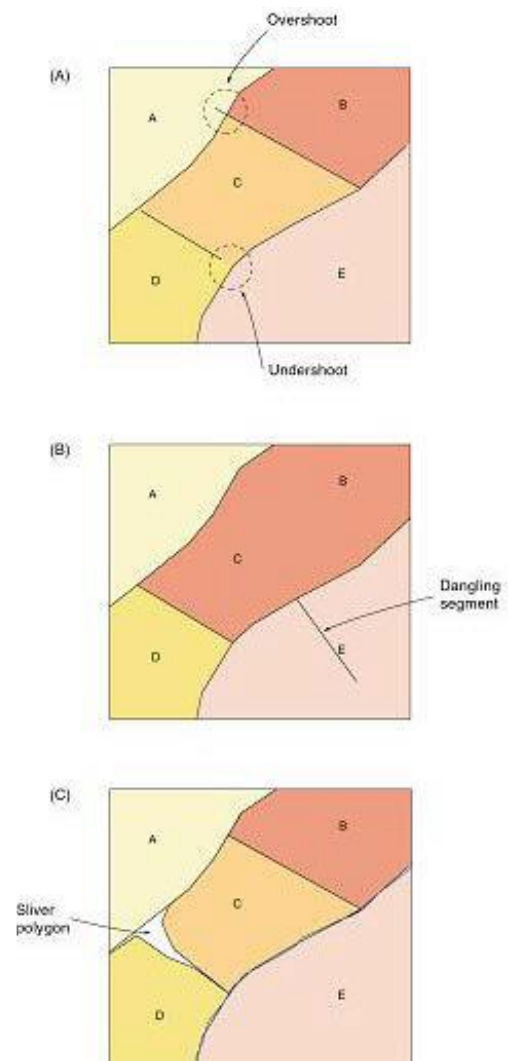 Overshoot
(A)
A
B
C
D
E
Undershoot
(B)
A
B
C
Dangling
segment
D
E
(C)
A
B
C
Sliver
polygon
D
E